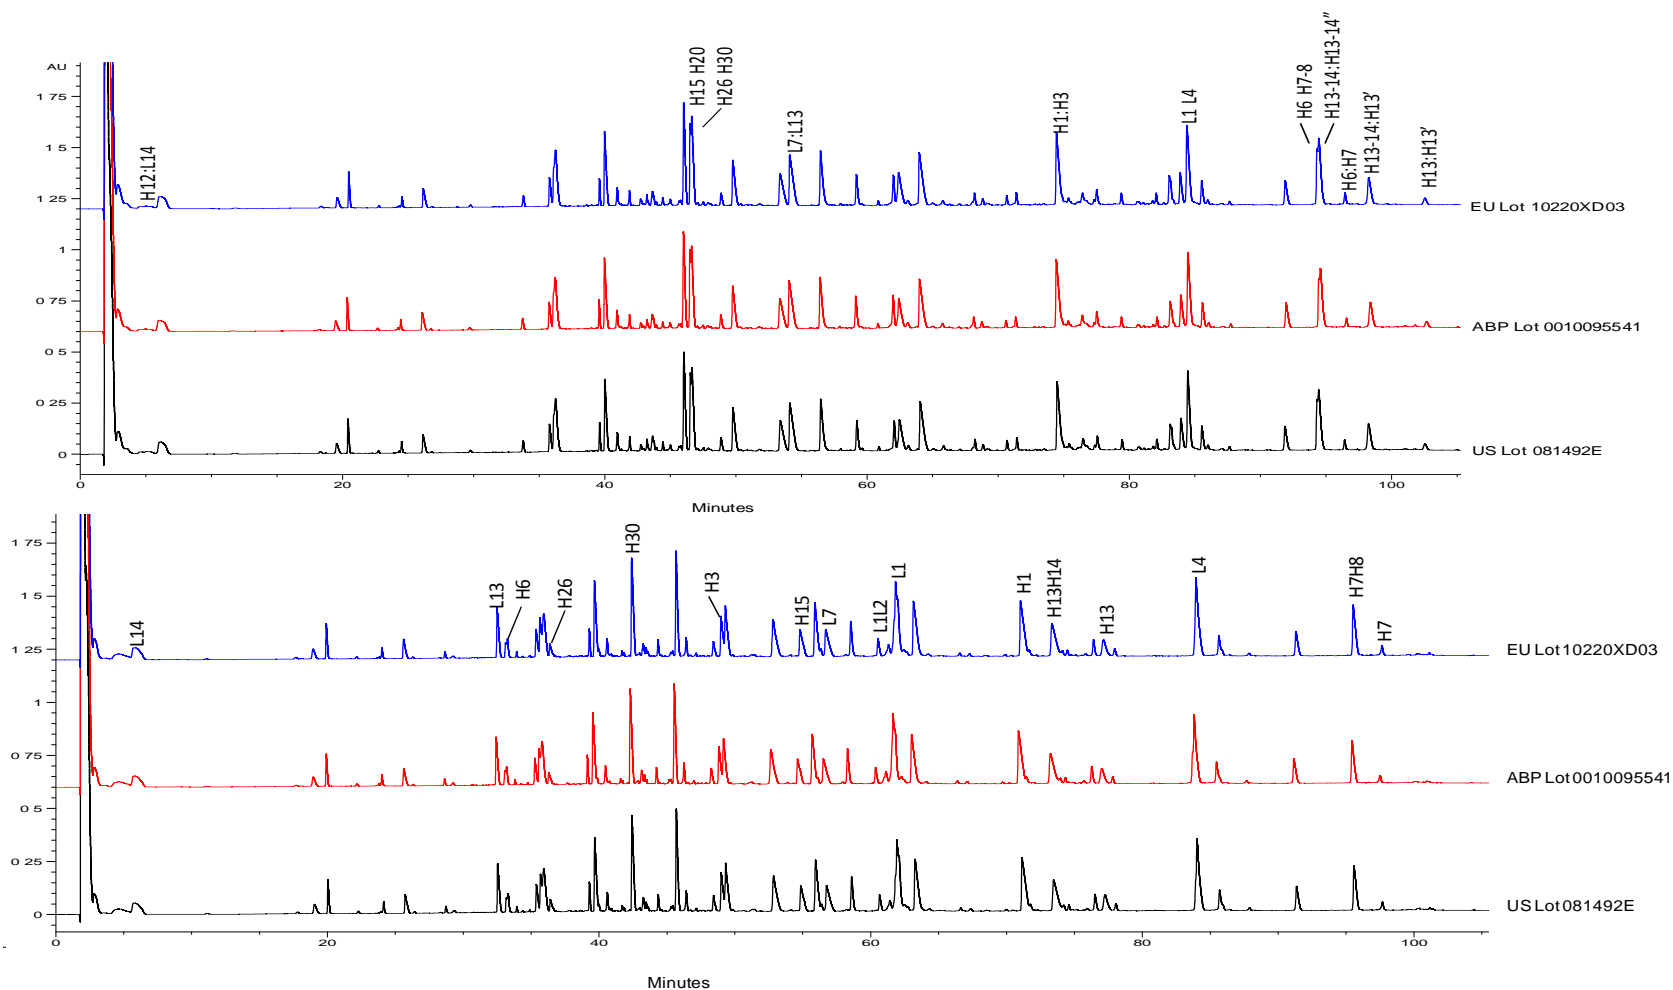 AU
1 75
1 5
1 25
1
0 75
0 5
0 25
0
H12:L14
H15 H20
H26 H30
L7:L13
H1:H3
L1 L4
H6 H7-8
H13-14:H13-14″
H6:H7
H13-14:H13′
H13:H13′
EU Lot 10220XD03
ABP Lot 0010095541
US Lot 081492E
0 20 40 60 80 100
Minutes
1 75
1 5
1 25
1
0 75
0 5
0 25
0
L14
L13
H6
H26
H30
H3
H15
L7
L1L2
L1
H1
H13H14
H13
L4
H7H8
H7
EU Lot 10220XD03
ABP Lot 0010095541
US Lot 081492E
0 20 40 60 80 100
Minutes